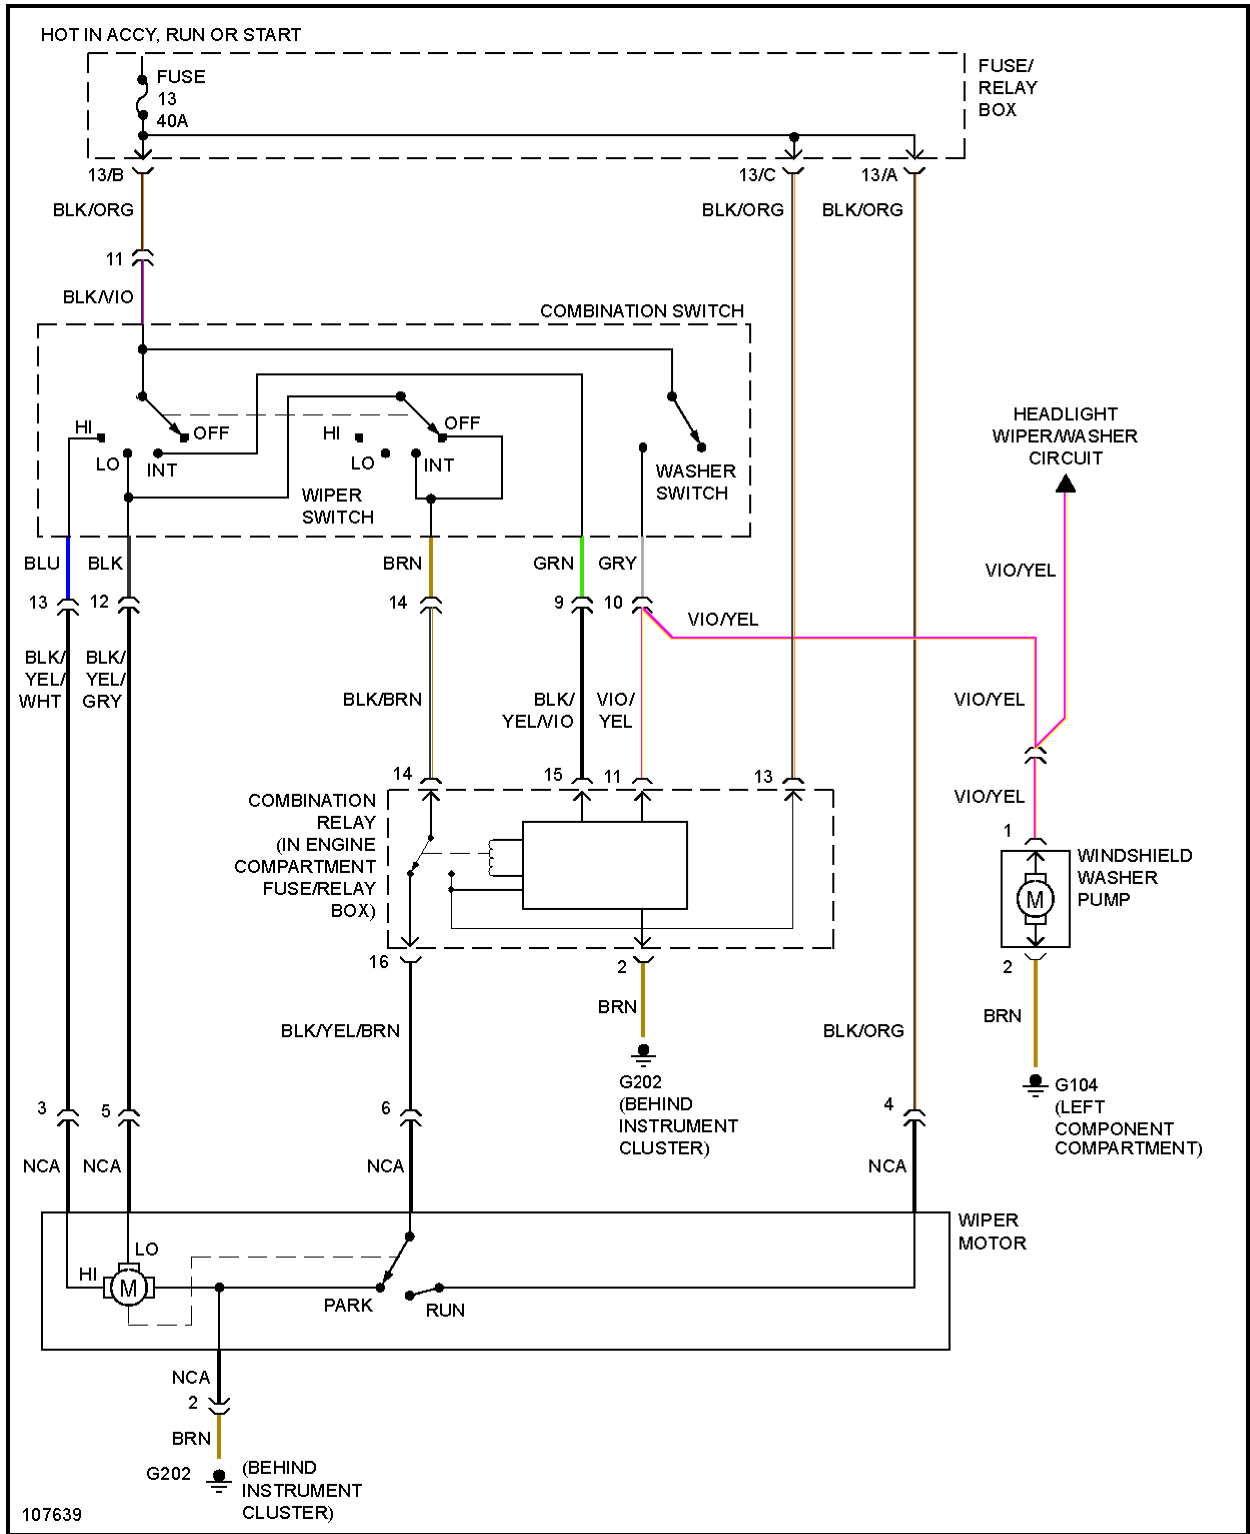 HOT IN ACCY, RUN OR START
FUSE
13
40A
FUSE/
RELAY
BOX
13/B
13/C
13/A
BLK/ORG
BLK/ORG
BLK/ORG
11
BLK/VIO
COMBINATION SWITCH
HI
OFF
LO
INT
HI
OFF
LO
INT
WIPER
SWITCH
WASHER
SWITCH
HEADLIGHT
WIPER/WASHER
CIRCUIT
BLU
BLK
BRN
GRN
GRY
VIO/YEL
13
12
14
9
10
VIO/YEL
BLK/
YEL/
WHT
BLK/
YEL/
GRY
BLK/BRN
BLK/
YEL/VIO
VIO/
YEL
VIO/YEL
14
15
11
13
VIO/YEL
COMBINATION
RELAY
(IN ENGINE
COMPARTMENT
FUSE/RELAY
BOX)
1
WINDSHIELD
WASHER
PUMP
M
16
2
2
BRN
BRN
BLK/YEL/BRN
BLK/ORG
G202
(BEHIND
INSTRUMENT
CLUSTER)
G104
(LEFT
COMPONENT
COMPARTMENT)
3
5
6
4
NCA
NCA
NCA
NCA
WIPER
MOTOR
LO
HI
M
PARK
RUN
NCA
2
BRN
G202
(BEHIND
INSTRUMENT
CLUSTER)
107639